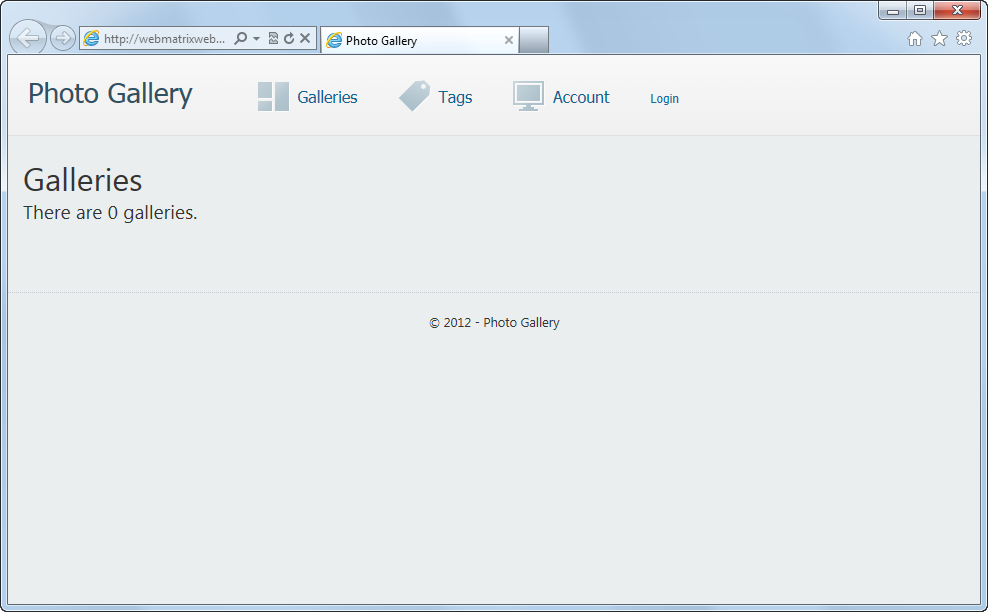 http://webmatrixweb...
Photo Gallery
Photo Gallery
Galleries
Tags
Account
Login
Galleries
There are 0 galleries.
© 2012 - Photo Gallery